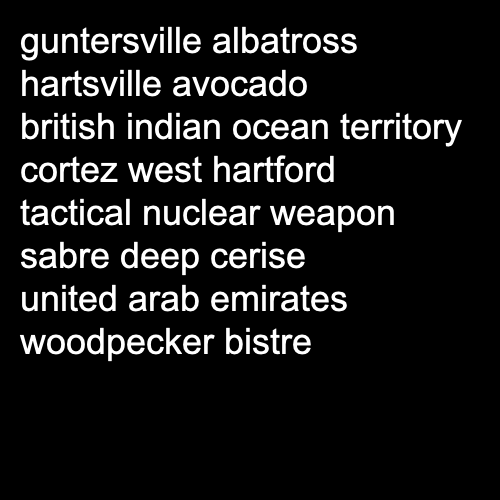 guntersville albatross
hartsville avocado
british indian ocean territory
cortez west hartford
tactical nuclear weapon
sabre deep cerise
united arab emirates
woodpecker bistre